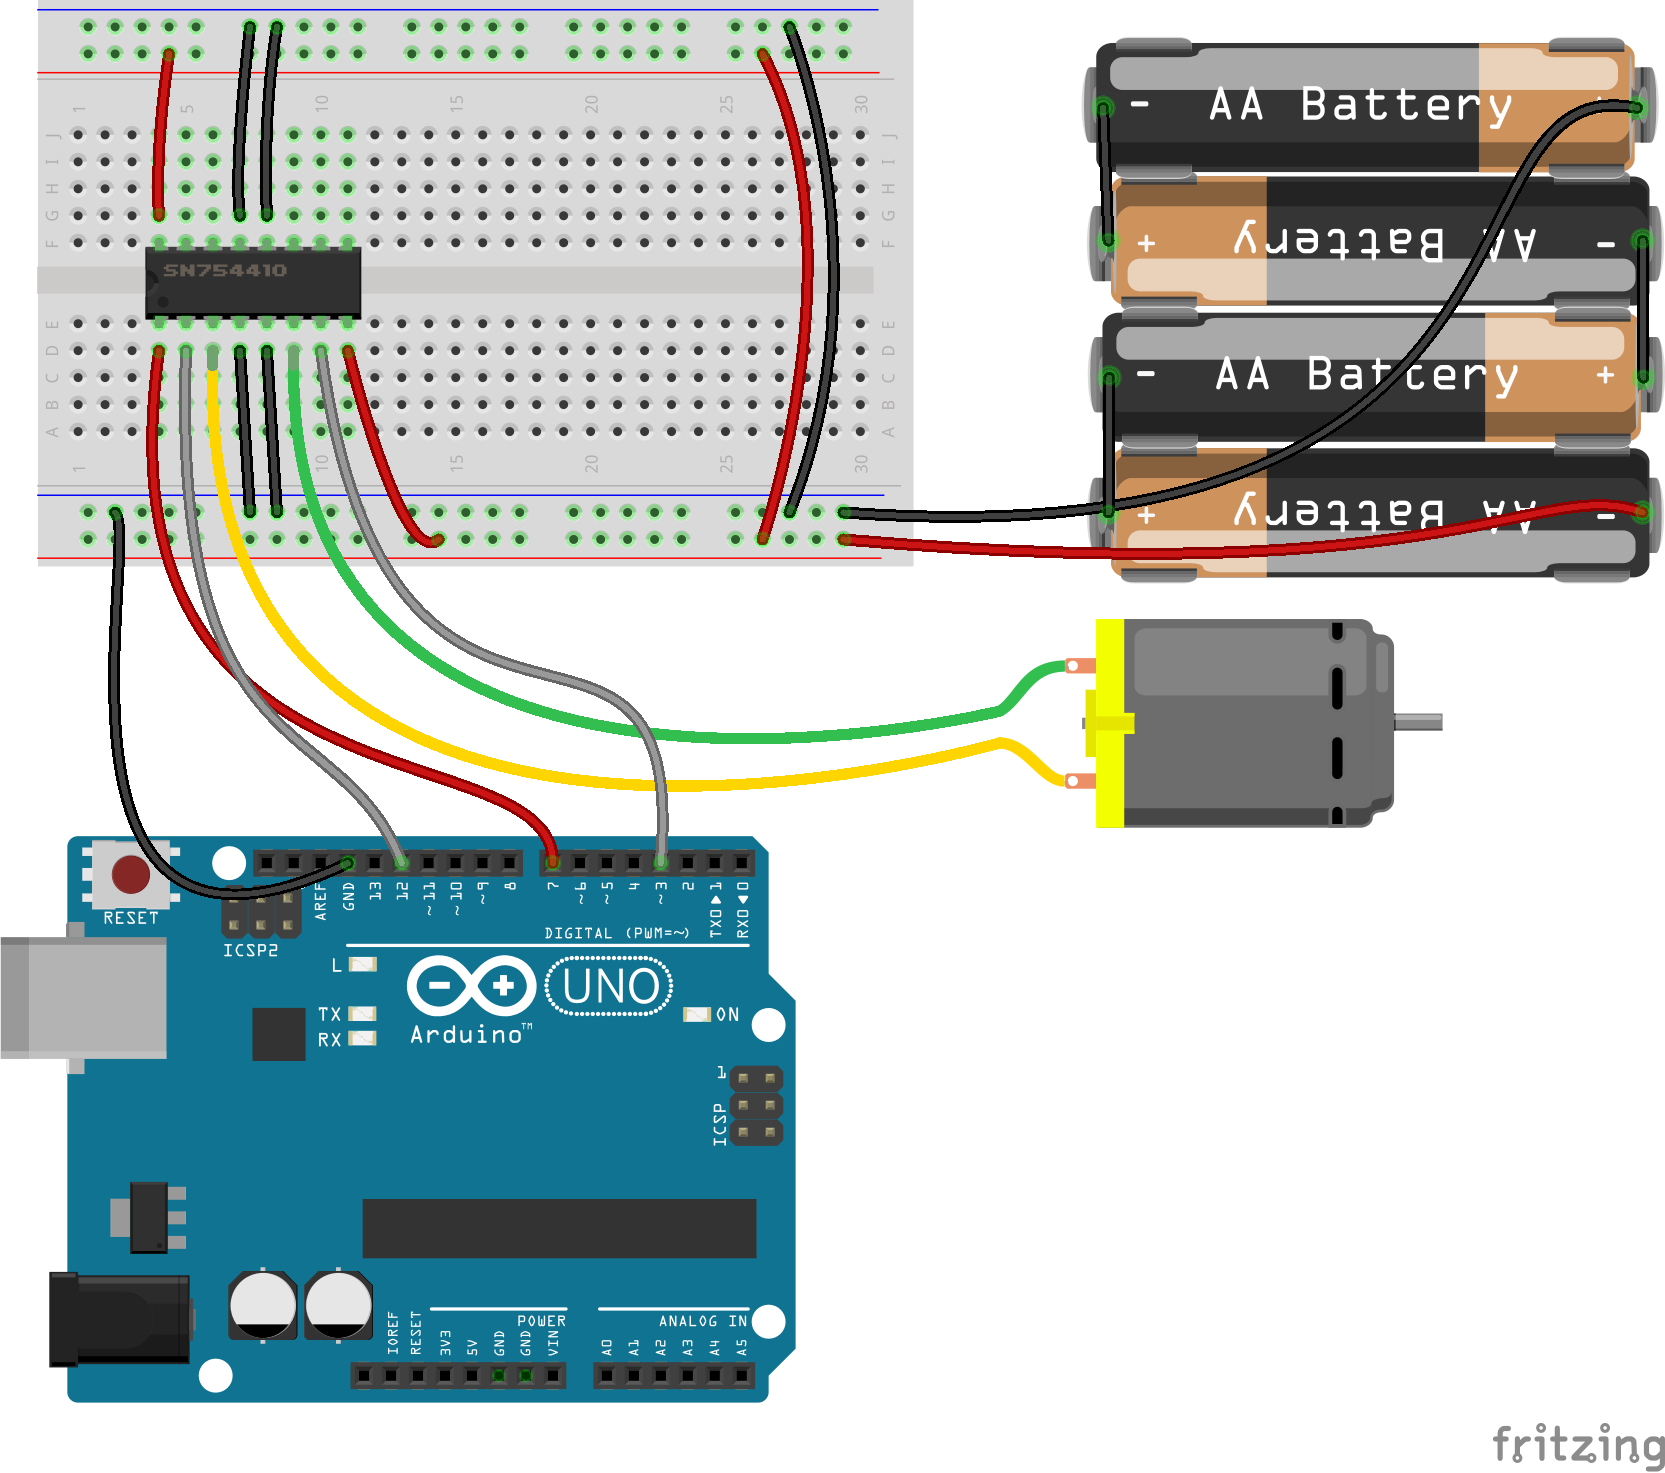 1 5 10 15 20 25 30
J J
I I
H H
G G
F F
SN754410
E E
D D
C C
B B
A A
1 10 15 20 25 30
- AA Battery +
+ AA Battery -
- AA Battery +
+ AA Battery -
RESET
ICSP2
AREF
GND
13
12
~11
~10
~9
8
7
~6
~5
4
~3
2
TX0▶1
RX0◀0
DIGITAL (PWM=~)
L
TX
RX
- +
UNO
Arduino™
ON
1
ICSP
IOREF
RESET
3V3
5V
GND
GND
VIN
POWER
ANALOG IN
A0
A1
A2
A3
A4
A5
fritzing